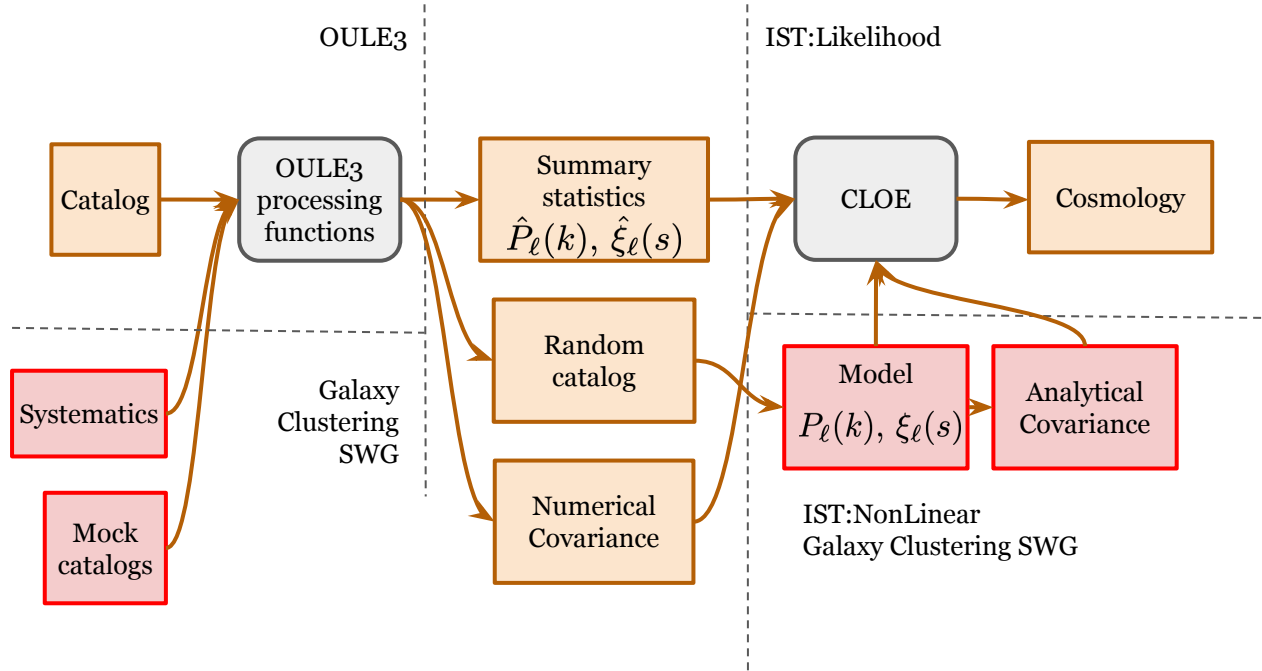 OULE3
IST:Likelihood
Catalog
OULE3
processing
functions
Summary
statistics
P̂ℓ(k), ξ̂ℓ(s)
CLOE
Cosmology
Random
catalog
Systematics
Galaxy
Clustering
SWG
Model
Pℓ(k), ξℓ(s)
Analytical
Covariance
Mock
catalogs
Numerical
Covariance
IST:NonLinear
Galaxy Clustering SWG